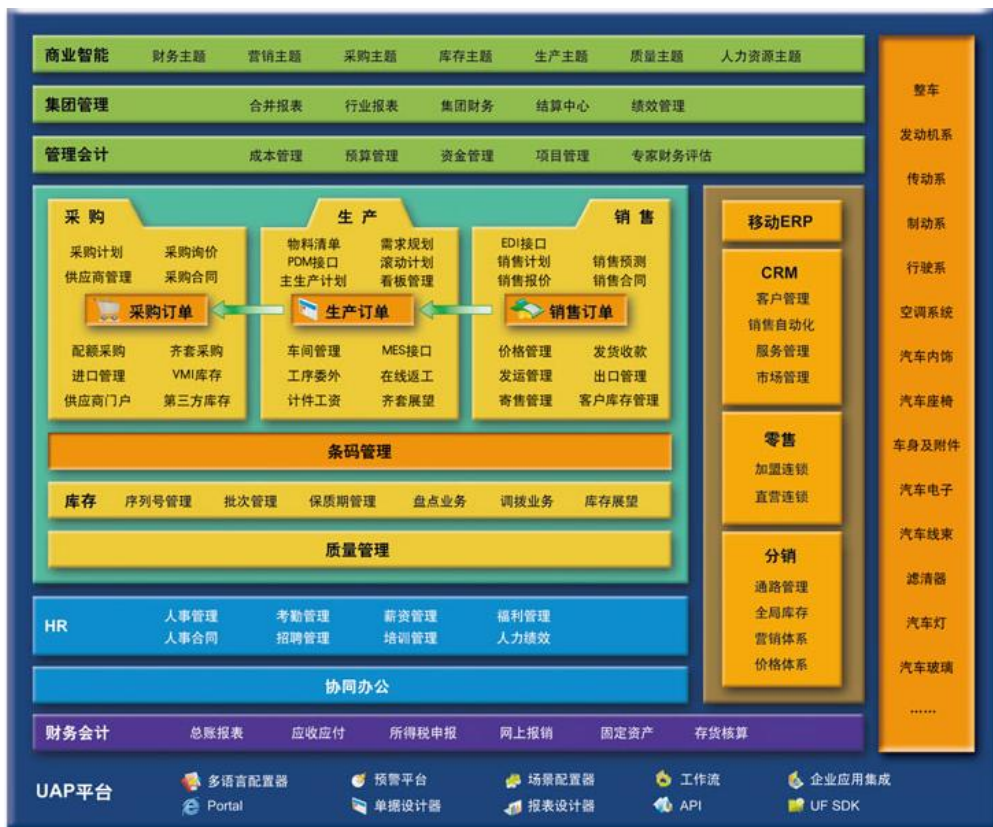 商业智能 财务主题 营销主题 采购主题 库存主题 生产主题 质量主题 人力资源主题
集团管理 合并报表 行业报表 集团财务 结算中心 绩效管理
管理会计 成本管理 预算管理 资金管理 项目管理 专家财务评估
采购
采购计划 采购询价
供应商管理 采购合同
采购订单
配额采购 齐套采购
进口管理 VMI库存
供应商门户 第三方库存
生产
物料清单 需求规划
PDM接口 滚动计划
主生产计划 看板管理
生产订单
车间管理 MES接口
工序委外 在线返工
计件工资 齐套展望
销售
EDI接口
销售计划 销售预测
销售报价 销售合同
销售订单
价格管理 发货收款
发运管理 出口管理
寄售管理 客户库存管理
条码管理
库存 序列号管理 批次管理 保质期管理 盘点业务 调拨业务 库存展望
质量管理
移动ERP
CRM
客户管理
销售自动化
服务管理
市场管理
零售
加盟连锁
直营连锁
分销
通路管理
全局库存
营销体系
价格体系
HR
人事管理 考勤管理 薪资管理 福利管理
人事合同 招聘管理 培训管理 人力绩效
协同办公
财务会计 总账报表 应收应付 所得税申报 网上报销 固定资产 存货核算
整车
发动机系
传动系
制动系
行驶系
空调系统
汽车内饰
汽车座椅
车身及附件
汽车电子
汽车线束
滤清器
汽车灯
汽车玻璃
……
UAP平台
多语言配置器 预警平台 场景配置器 工作流 企业应用集成
Portal 单据设计器 报表设计器 API UF SDK